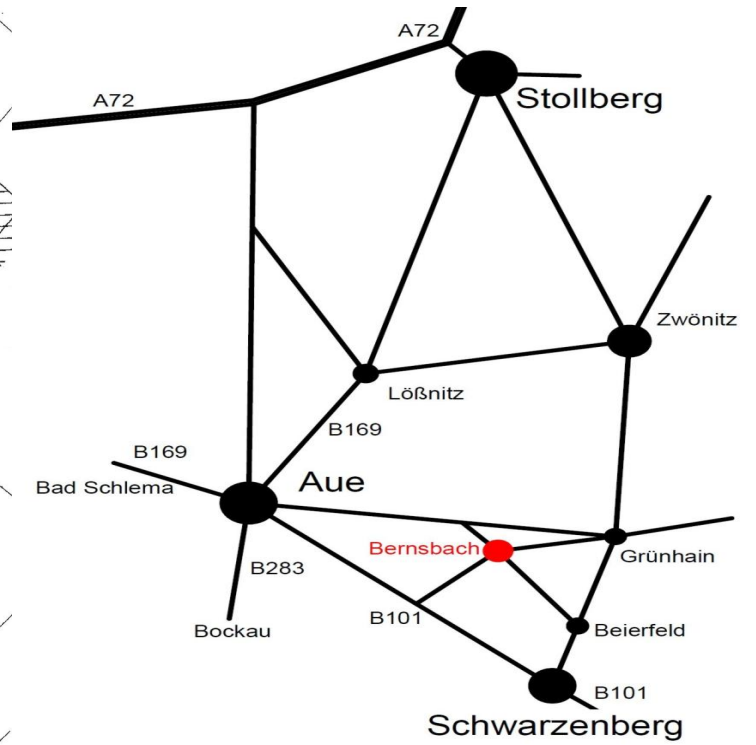 A72
A72
Stollberg
Zwönitz
Lößnitz
B169
B169
Bad Schlema
Aue
Bernsbach
Grünhain
B283
B101
Bockau
Beierfeld
B101
Schwarzenberg